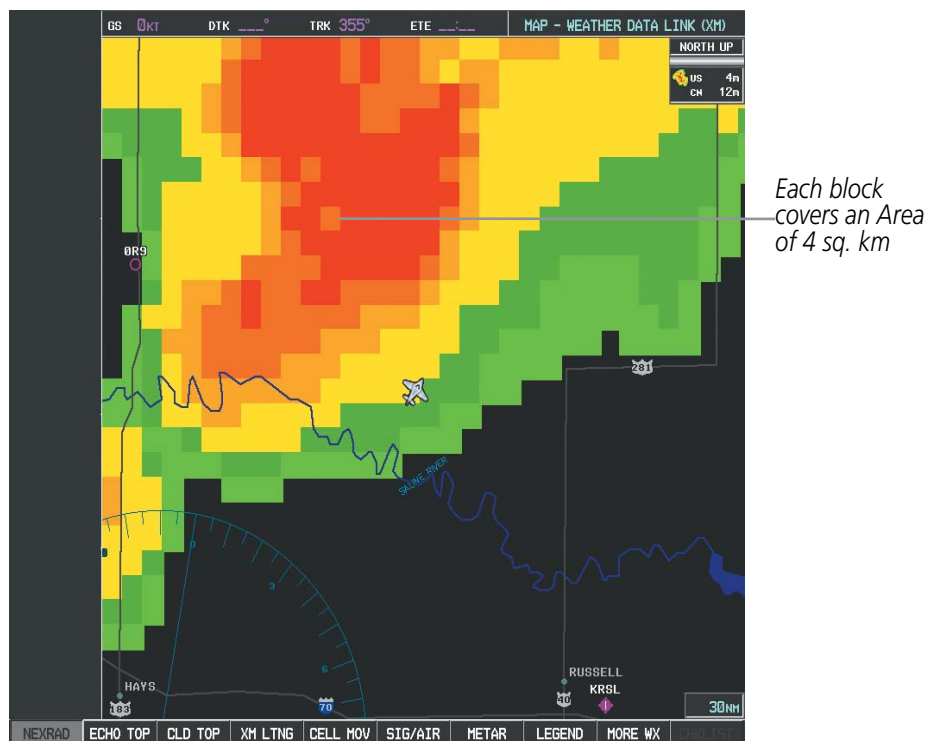 GS 0KT DTK ___° TRK 355° ETE __:__ MAP - WEATHER DATA LINK (XM)
NORTH UP
US 4m
CN 12m
Each block
covers an Area
of 4 sq. km
0R9
281
SALINE RIVER
0
3
6
HAYS
183
70
RUSSELL
40
KRSL
30NM
NEXRAD ECHO TOP CLD TOP XM LTNG CELL MOV SIG/AIR METAR LEGEND MORE WX CHKLIST